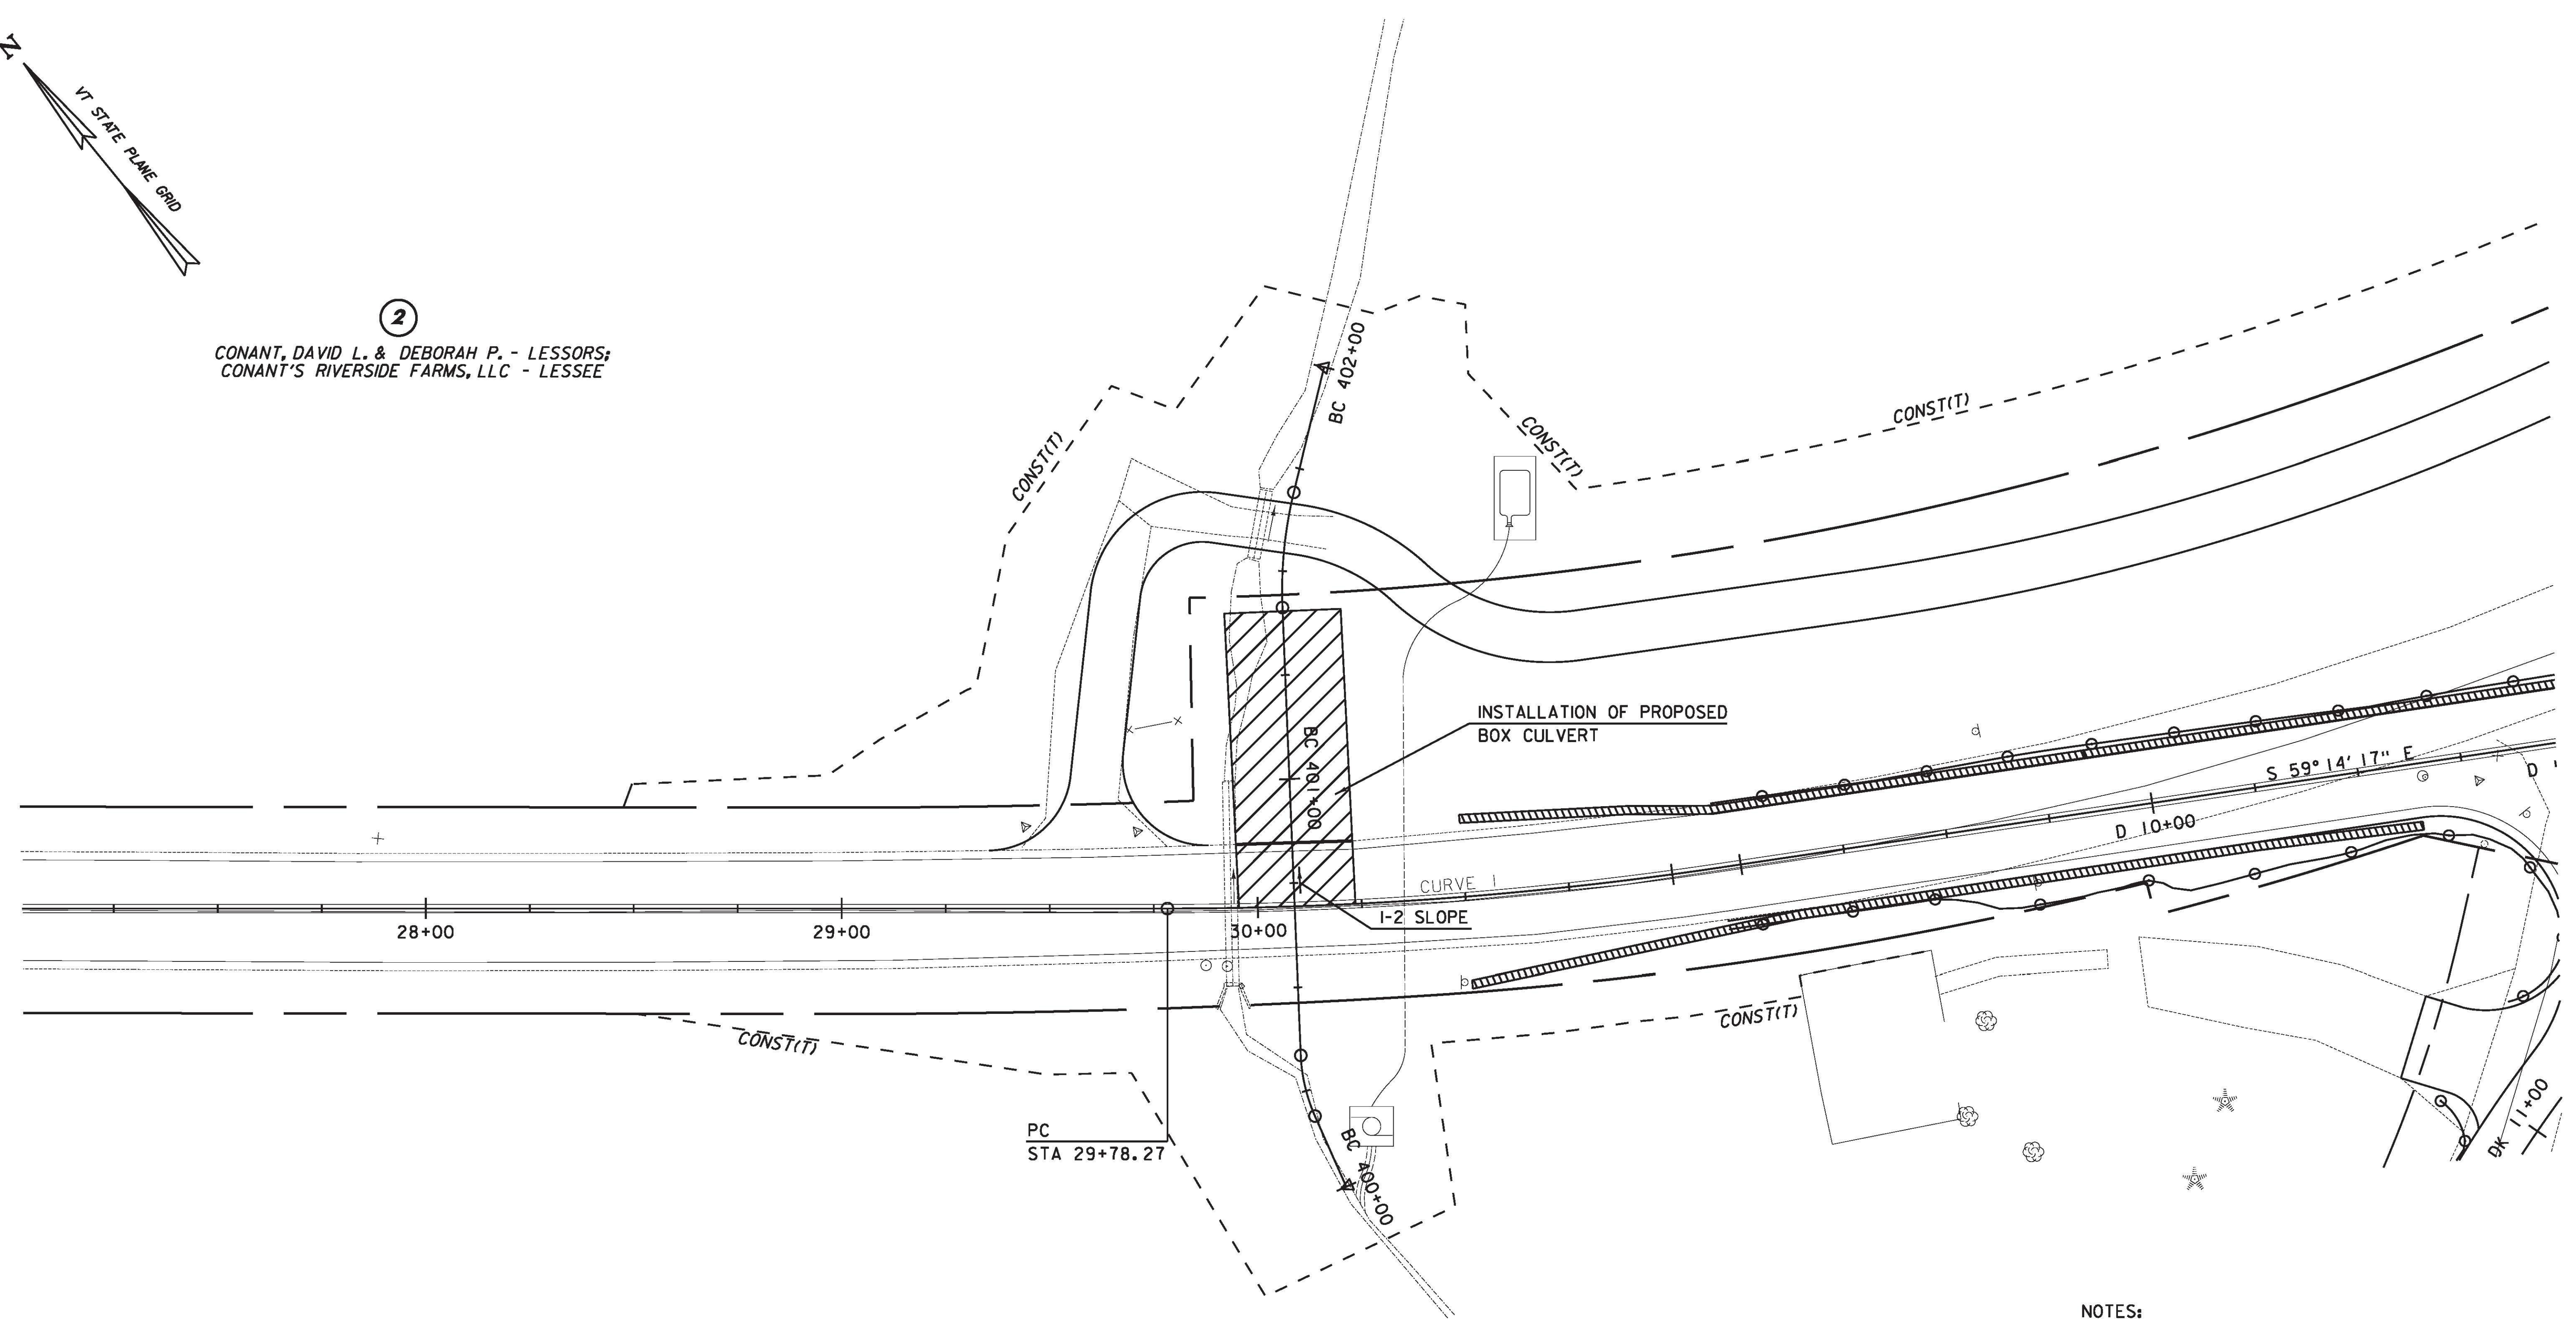 N
VT STATE PLANE GRID
2
CONANT, DAVID L. & DEBORAH P. - LESSORS;
CONANT'S RIVERSIDE FARMS, LLC - LESSEE
BC 402+00
CONST(T)
CONST(T)
CONST(T)
INSTALLATION OF PROPOSED
BOX CULVERT
BC 401+00
S 59° 14' 17" E
D
D 10+00
CURVE 1
1-2 SLOPE
28+00
29+00
30+00
CONST(T)
CONST(T)
PC
STA 29+78.27
BC 400+00
DK 11+00
NOTES: